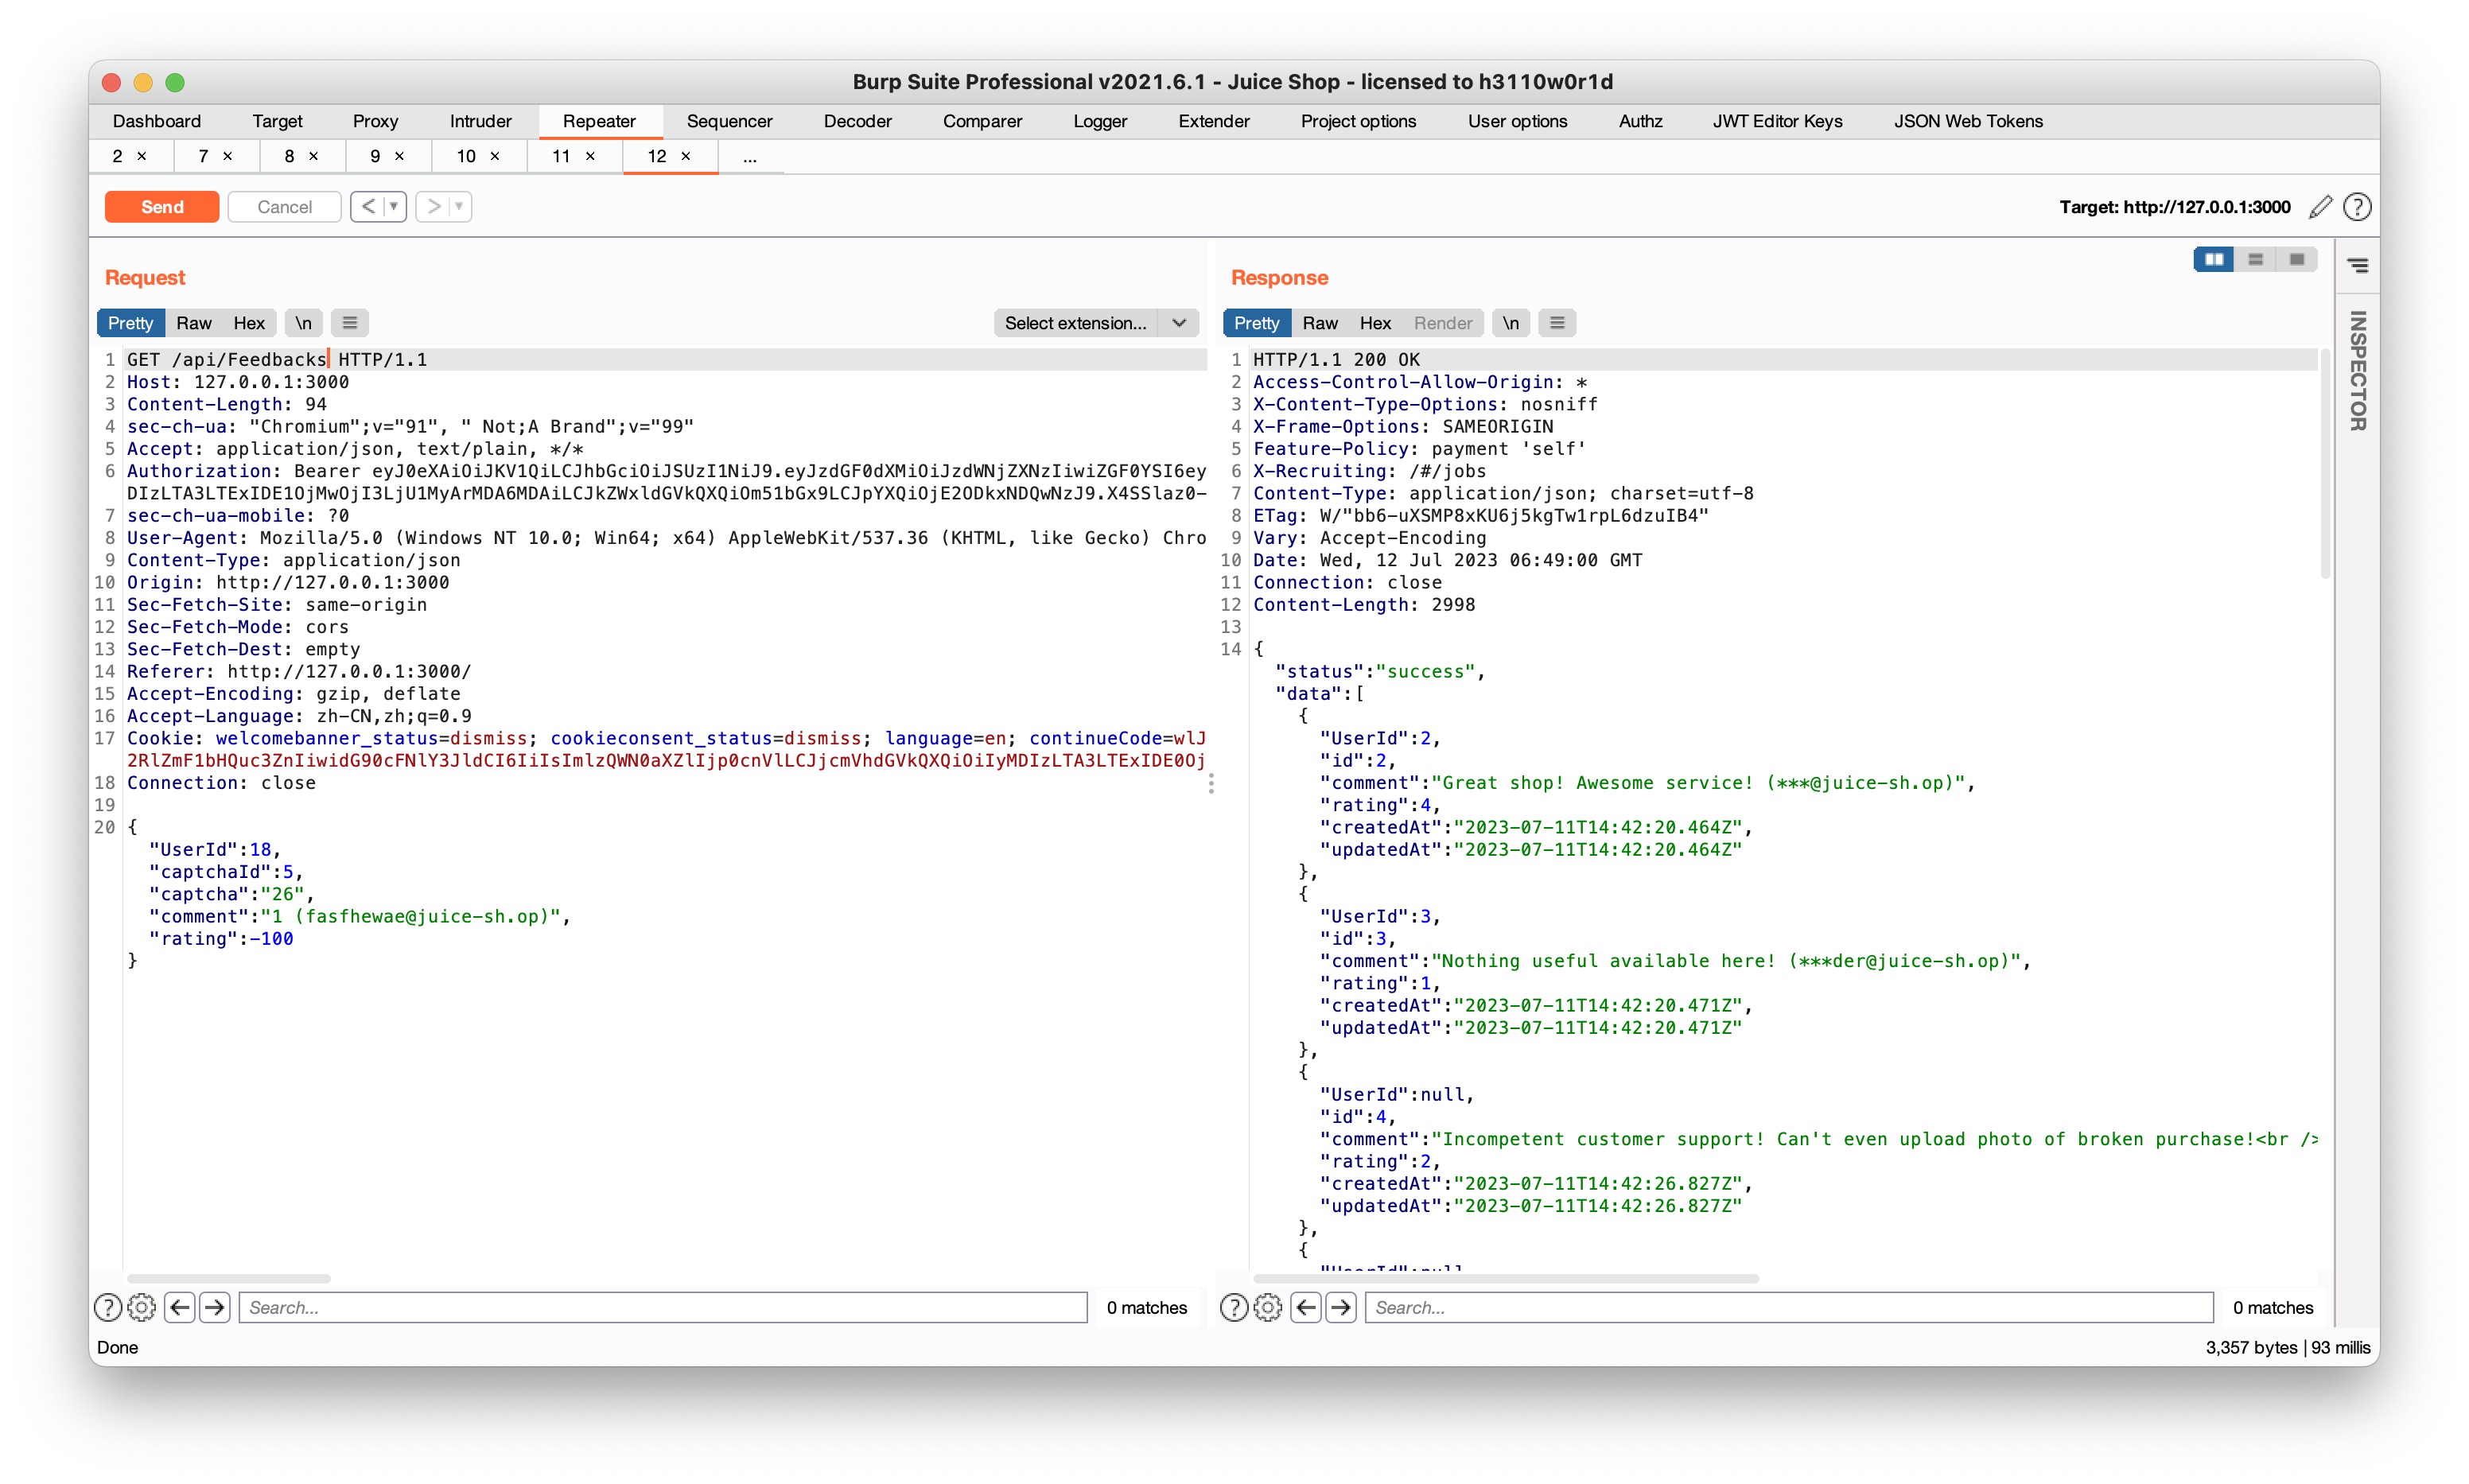 Burp Suite Professional v2021.6.1 - Juice Shop - licensed to h3110w0r1d
Dashboard Target Proxy Intruder Repeater Sequencer Decoder Comparer Logger Extender Project options User options Authz JWT Editor Keys JSON Web Tokens
2 × 7 × 8 × 9 × 10 × 11 × 12 × ...
Send Cancel < > Target: http://127.0.0.1:3000 ?
Request
Pretty Raw Hex \n Select extension...
1 GET /api/Feedbacks HTTP/1.1
2 Host: 127.0.0.1:3000
3 Content-Length: 94
4 sec-ch-ua: "Chromium";v="91", " Not;A Brand";v="99"
5 Accept: application/json, text/plain, */*
6 Authorization: Bearer eyJ0eXAiOiJKV1QiLCJhbGciOiJSUzI1NiJ9.eyJzdGF0dXMiOiJzdWNjZXNzIiwiZGF0YSI6ey
DIzLTA3LTExIDE1OjMwOjI3LjU1MyArMDA6MDAiLCJkZWxldGVkQXQiOm51bGx9LCJpYXQiOjE2ODkxNDQwNzJ9.X4SSlaz0-
7 sec-ch-ua-mobile: ?0
8 User-Agent: Mozilla/5.0 (Windows NT 10.0; Win64; x64) AppleWebKit/537.36 (KHTML, like Gecko) Chro
9 Content-Type: application/json
10 Origin: http://127.0.0.1:3000
11 Sec-Fetch-Site: same-origin
12 Sec-Fetch-Mode: cors
13 Sec-Fetch-Dest: empty
14 Referer: http://127.0.0.1:3000/
15 Accept-Encoding: gzip, deflate
16 Accept-Language: zh-CN,zh;q=0.9
17 Cookie: welcomebanner_status=dismiss; cookieconsent_status=dismiss; language=en; continueCode=wlJ
2RlZmF1bHQuc3ZnIiwidG90cFNlY3JldCI6IiIsImlzQWN0aXZlIjp0cnVlLCJjcmVhdGVkQXQiOiIyMDIzLTA3LTExIDE0Oj
18 Connection: close
19
20 {
"UserId":18,
"captchaId":5,
"captcha":"26",
"comment":"1 (fasfhewae@juice-sh.op)",
"rating":-100
}
? Search... 0 matches
Response
Pretty Raw Hex Render \n
1 HTTP/1.1 200 OK
2 Access-Control-Allow-Origin: *
3 X-Content-Type-Options: nosniff
4 X-Frame-Options: SAMEORIGIN
5 Feature-Policy: payment 'self'
6 X-Recruiting: /#/jobs
7 Content-Type: application/json; charset=utf-8
8 ETag: W/"bb6-uXSMP8xKU6j5kgTw1rpL6dzuIB4"
9 Vary: Accept-Encoding
10 Date: Wed, 12 Jul 2023 06:49:00 GMT
11 Connection: close
12 Content-Length: 2998
13
14 {
"status":"success",
"data":[
{
"UserId":2,
"id":2,
"comment":"Great shop! Awesome service! (***@juice-sh.op)",
"rating":4,
"createdAt":"2023-07-11T14:42:20.464Z",
"updatedAt":"2023-07-11T14:42:20.464Z"
},
{
"UserId":3,
"id":3,
"comment":"Nothing useful available here! (***der@juice-sh.op)",
"rating":1,
"createdAt":"2023-07-11T14:42:20.471Z",
"updatedAt":"2023-07-11T14:42:20.471Z"
},
{
"UserId":null,
"id":4,
"comment":"Incompetent customer support! Can't even upload photo of broken purchase!<br />
"rating":2,
"createdAt":"2023-07-11T14:42:26.827Z",
"updatedAt":"2023-07-11T14:42:26.827Z"
},
{
"UserId":null
? Search... 0 matches
INSPECTOR
Done 3,357 bytes | 93 millis